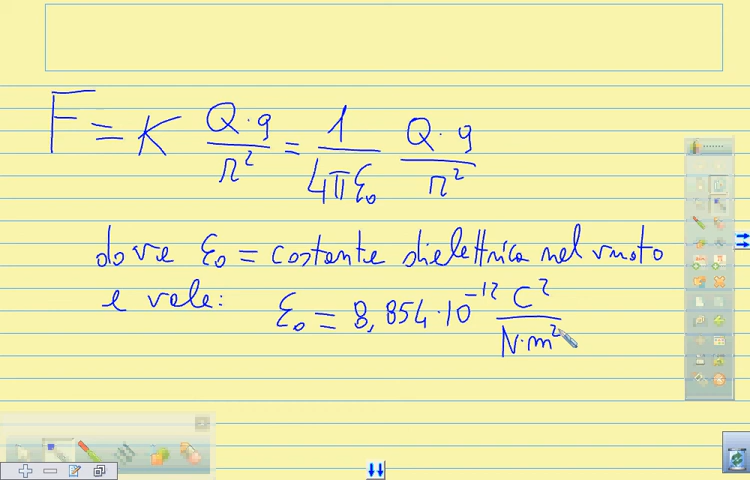 F = K Q·q/r² = 1/4πε₀ Q·q/r²
dove ε₀ = costante dielettrica nel vuoto
e vale: ε₀ = 8,854·10⁻¹² C²/N·m²